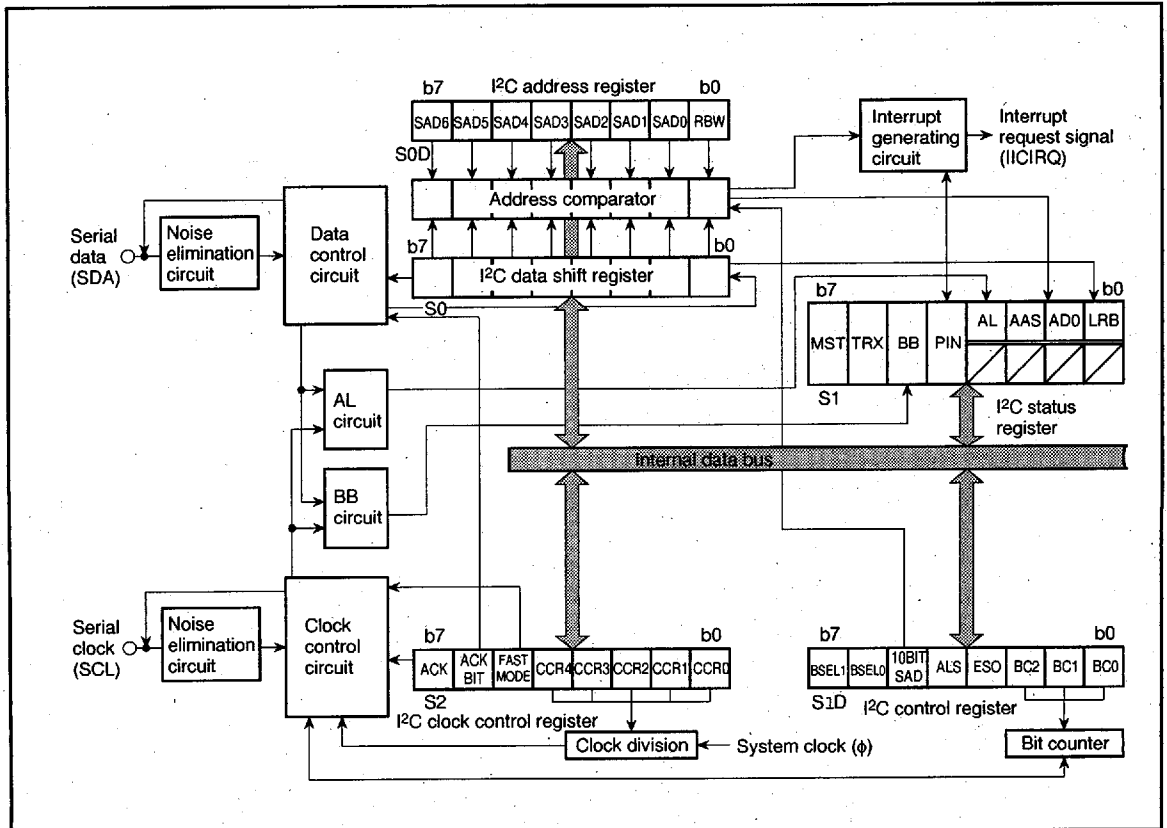 I²C address register
b7 b0
SAD6 SAD5 SAD4 SAD3 SAD2 SAD1 SAD0 RBW
S0D
Address comparator
b7 b0
I²C data shift register
S0
Interrupt
generating
circuit
Interrupt
request signal
(IICIRQ)
Serial
data
(SDA)
Noise
elimination
circuit
Data
control
circuit
b7 b0
MST TRX BB PIN AL AAS AD0 LRB
S1
I²C status
register
AL
circuit
Internal data bus
BB
circuit
Serial
clock
(SCL)
Noise
elimination
circuit
Clock
control
circuit
b7 b0
ACK ACK BIT FAST MODE CCR4 CCR3 CCR2 CCR1 CCR0
S2
I²C clock control register
Clock division
System clock (ϕ)
b7 b0
BSEL1 BSEL0 10BIT SAD ALS ESO BC2 BC1 BC0
S1D
I²C control register
Bit counter